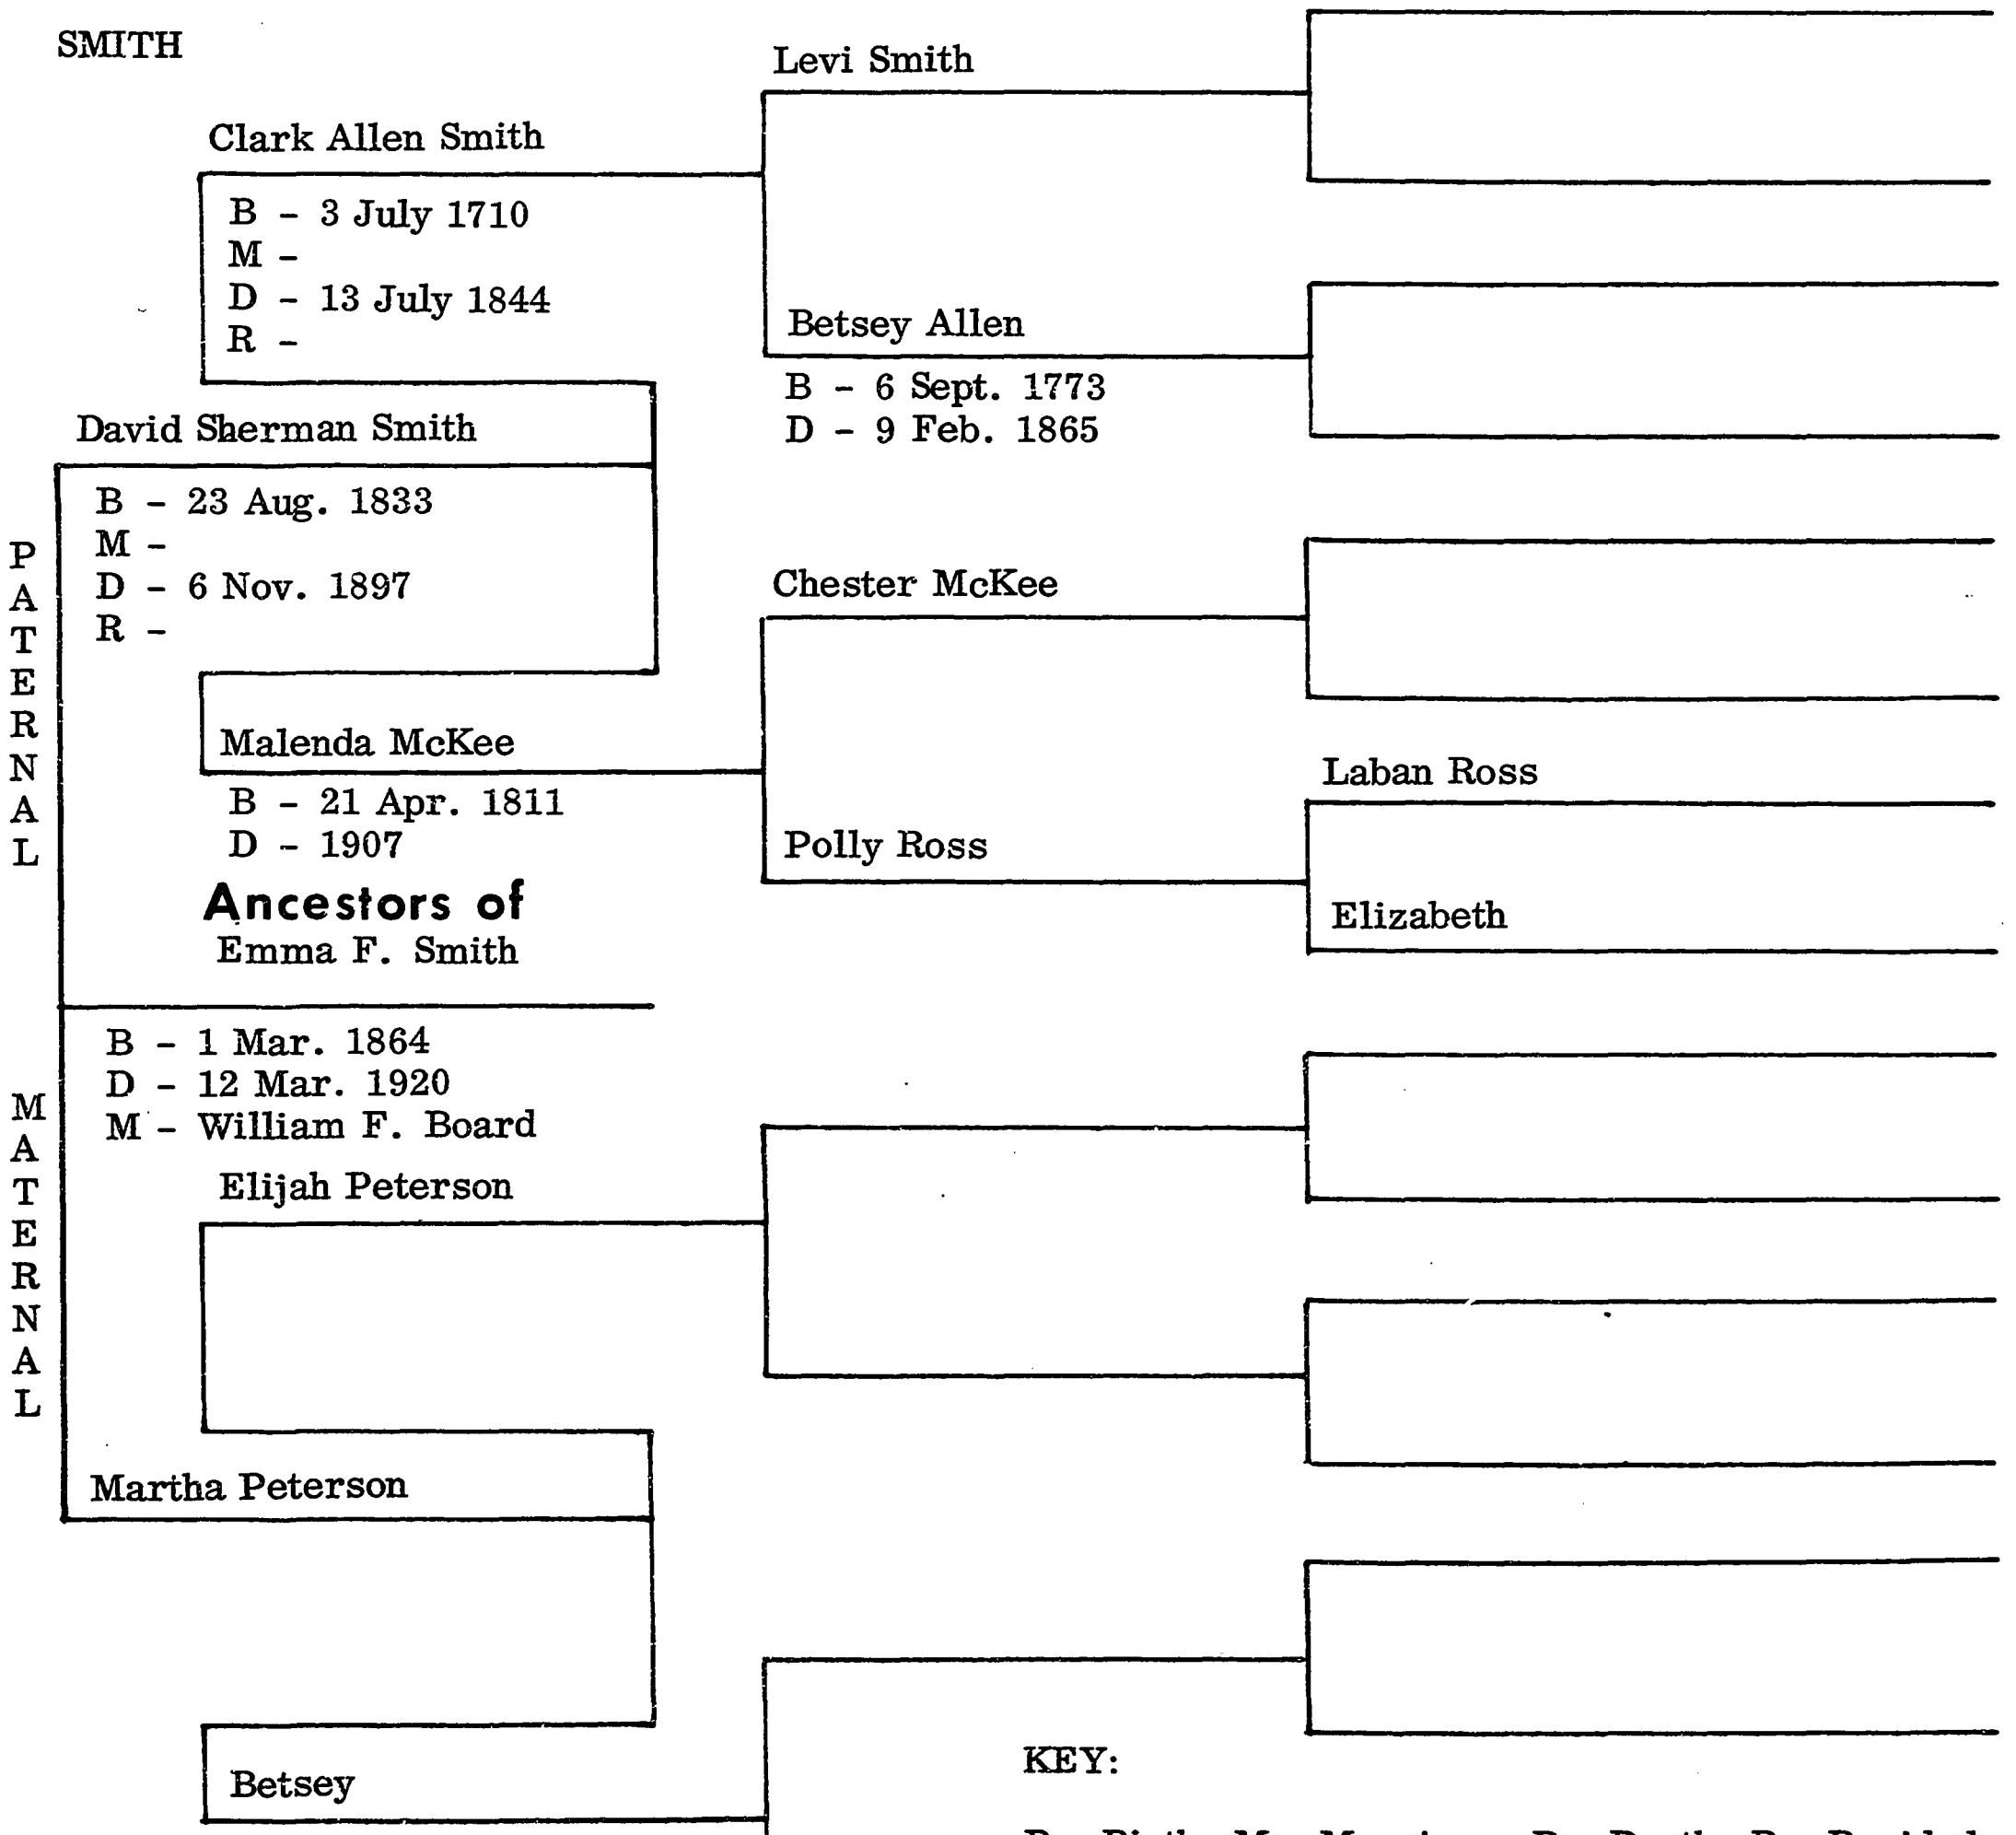 SMITH
Levi Smith
Clark Allen Smith
B - 3 July 1710
M -
D - 13 July 1844
R -
Betsey Allen
B - 6 Sept. 1773
D - 9 Feb. 1865
David Sherman Smith
B - 23 Aug. 1833
M -
D - 6 Nov. 1897
R -
PATERNAL
Chester McKee
Malenda McKee
B - 21 Apr. 1811
D - 1907
Laban Ross
Polly Ross
Elizabeth
Ancestors of
Emma F. Smith
B - 1 Mar. 1864
D - 12 Mar. 1920
M - William F. Board
MATERNAL
Elijah Peterson
Martha Peterson
Betsey
KEY: